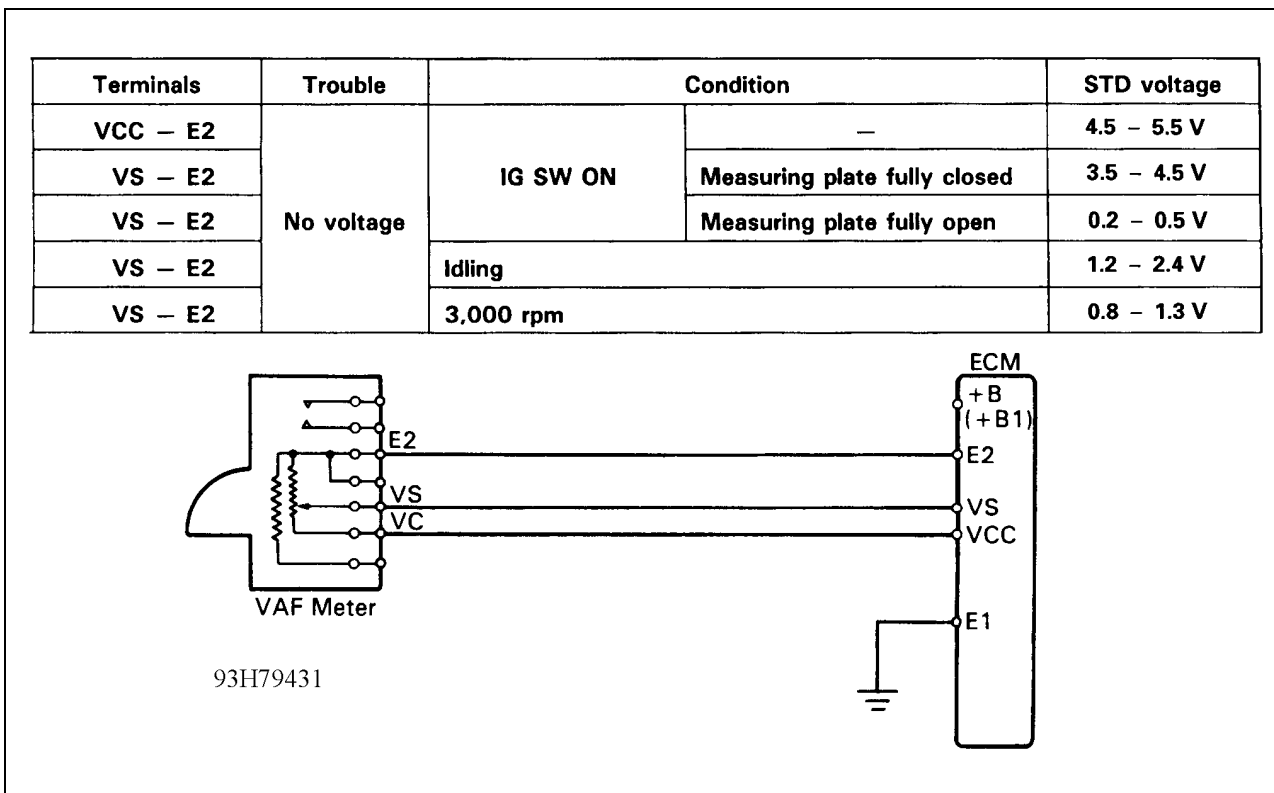 Terminals Trouble Condition STD voltage
VCC – E2 No voltage IG SW ON — 4.5 – 5.5 V
VS – E2 Measuring plate fully closed 3.5 – 4.5 V
VS – E2 Measuring plate fully open 0.2 – 0.5 V
VS – E2 Idling 1.2 – 2.4 V
VS – E2 3,000 rpm 0.8 – 1.3 V
ECM
+B
(+B1)
E2 E2
VS VS
VC VCC
VAF Meter
E1
93H79431